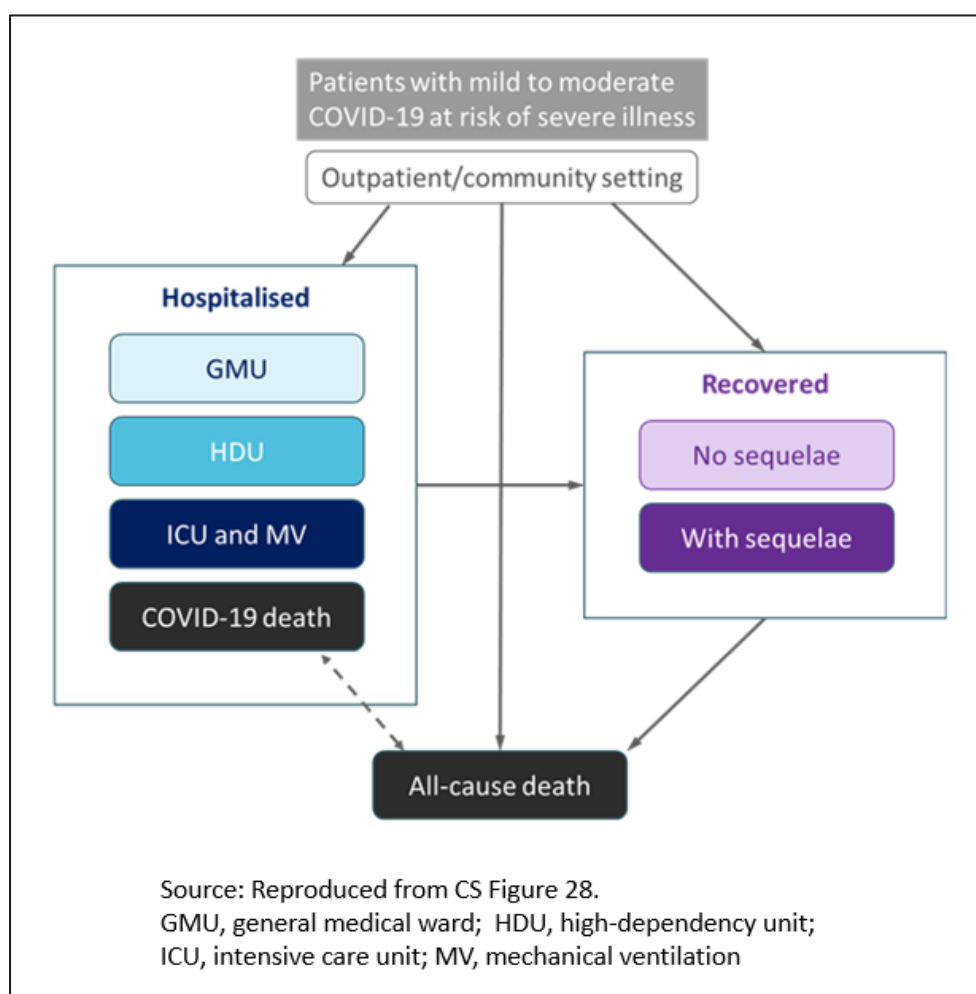 Patients with mild to moderate
COVID-19 at risk of severe illness
Outpatient/community setting
Hospitalised
GMU
HDU
ICU and MV
COVID-19 death
Recovered
No sequelae
With sequelae
All-cause death
Source: Reproduced from CS Figure 28.
GMU, general medical ward;  HDU, high-dependency unit;
ICU, intensive care unit; MV, mechanical ventilation